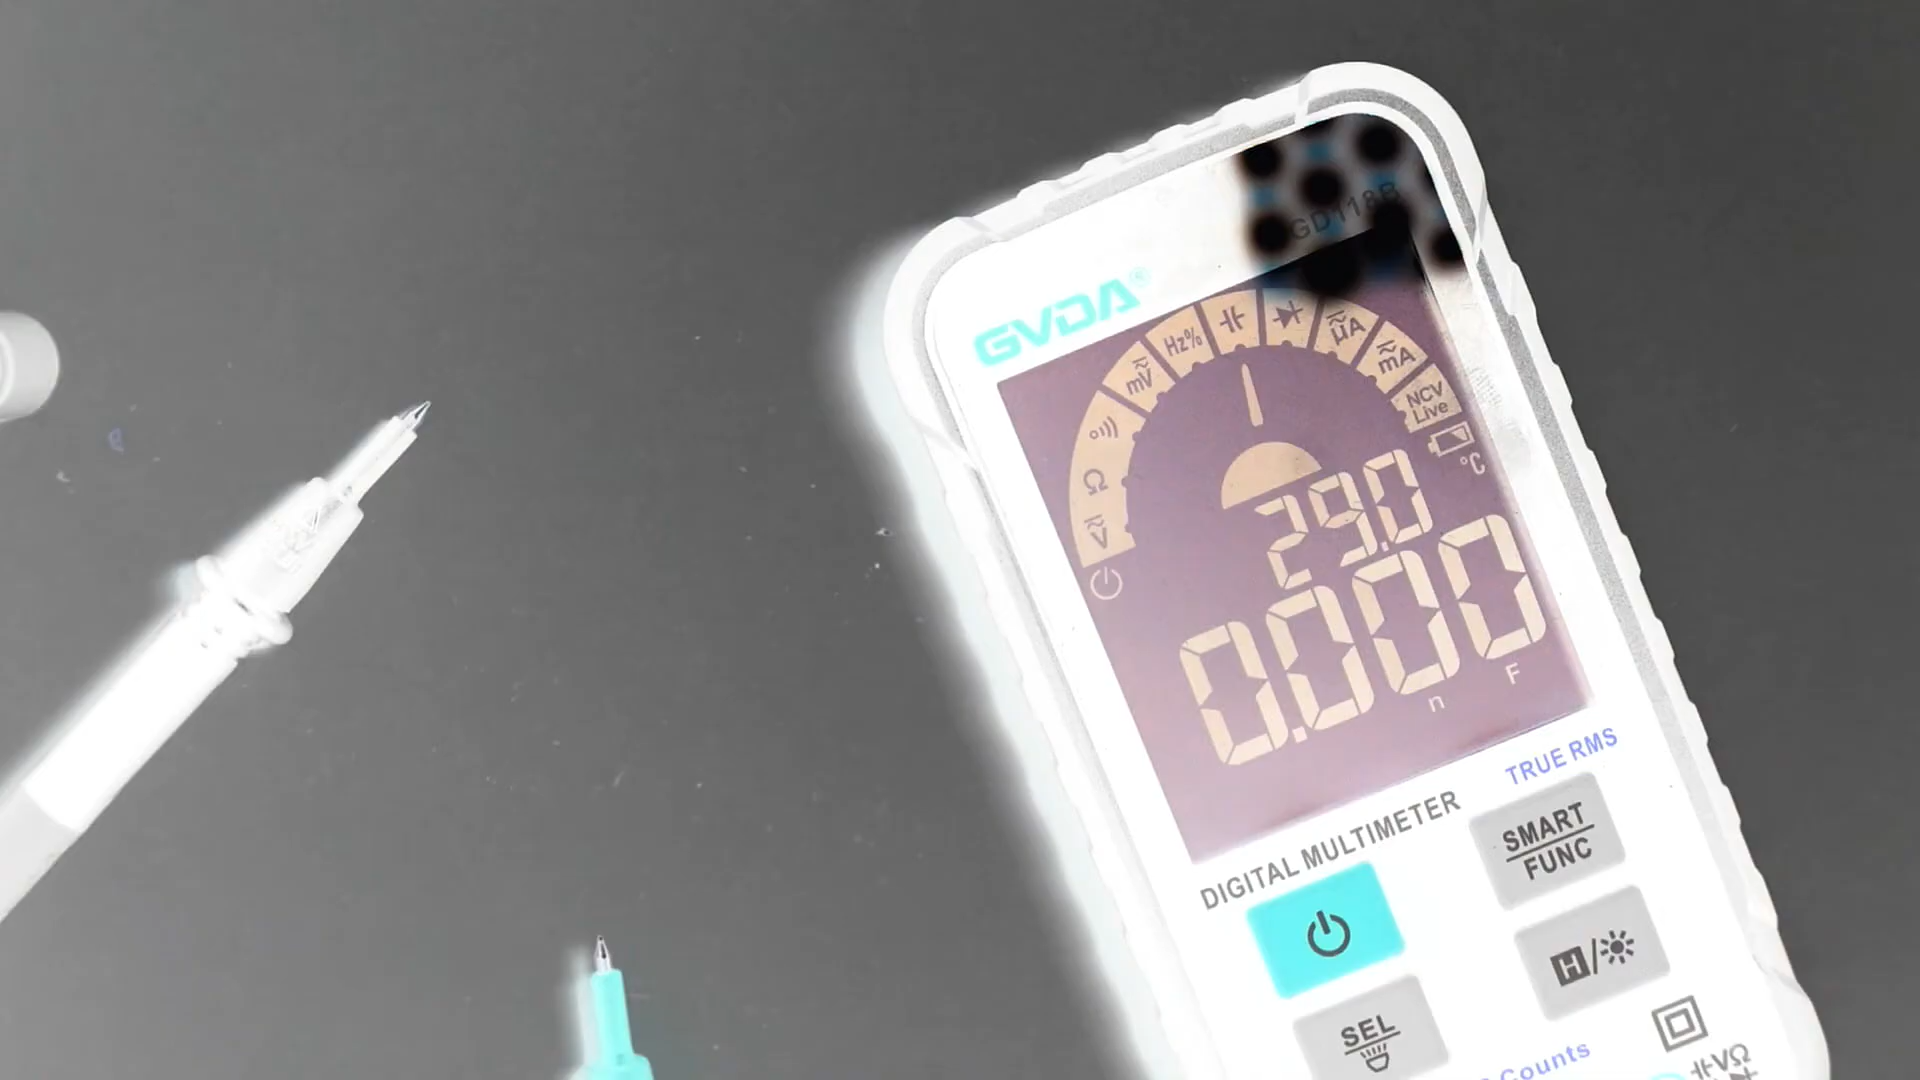 GD118B
GVDA®
Hz%
mV
µA
mA
NCV
Live
Ω
V
°C
29.0
0.000
n F
TRUE RMS
DIGITAL MULTIMETER
SMART
FUNC
H/
SEL
Counts
VΩ